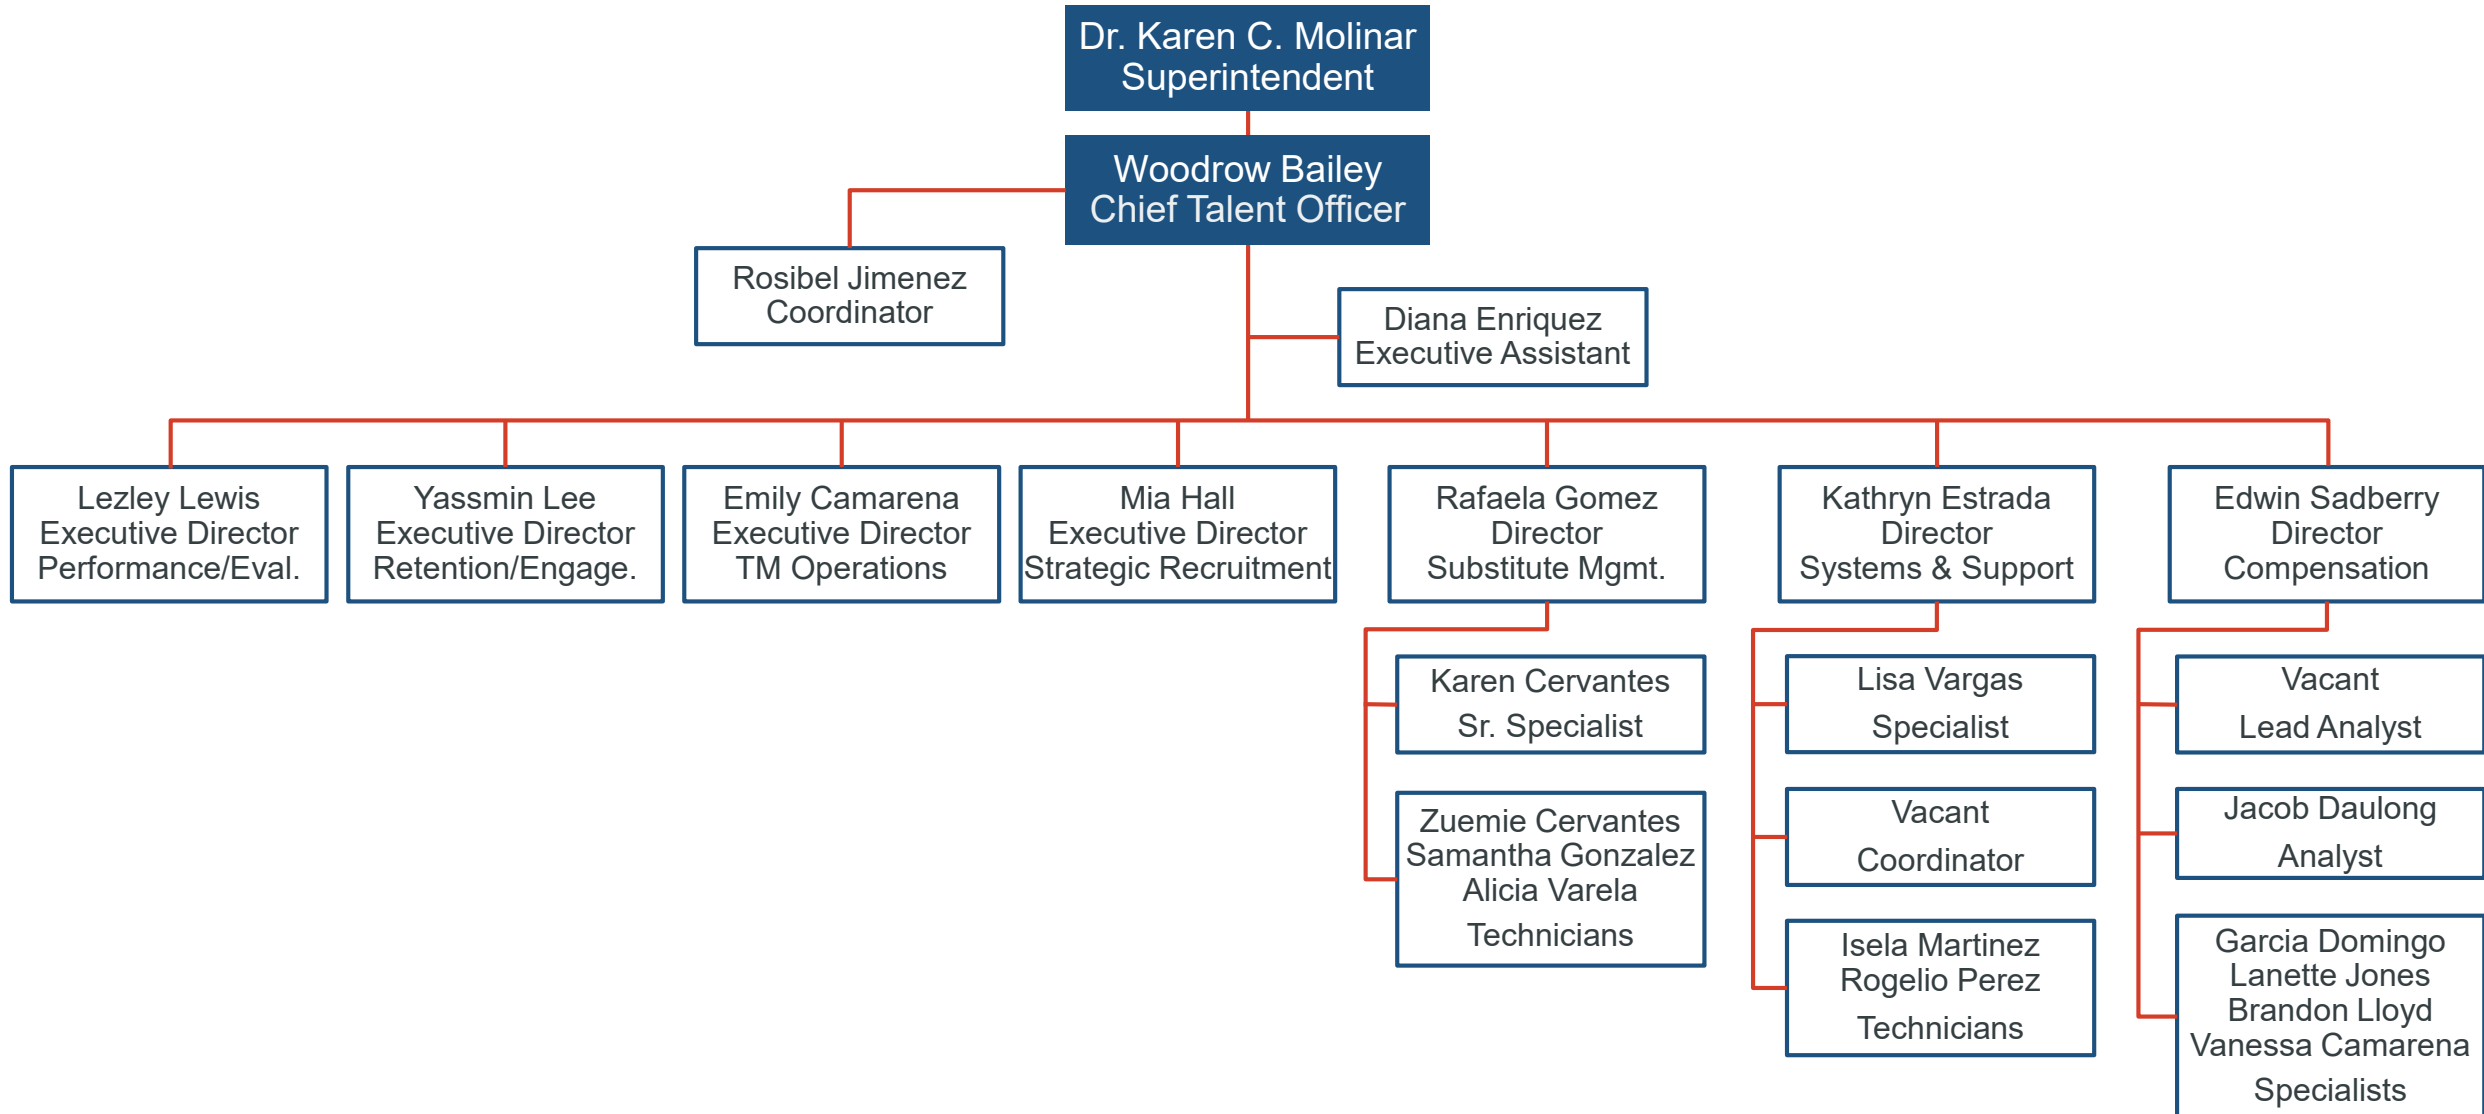 Dr. Karen C. Molinar
Superintendent
Woodrow Bailey
Chief Talent Officer
Rosibel Jimenez
Coordinator
Diana Enriquez
Executive Assistant
Lezley Lewis
Executive Director
Performance/Eval.
Yassmin Lee
Executive Director
Retention/Engage.
Emily Camarena
Executive Director
TM Operations
Mia Hall
Executive Director
Strategic Recruitment
Rafaela Gomez
Director
Substitute Mgmt.
Kathryn Estrada
Director
Systems & Support
Edwin Sadberry
Director
Compensation
Karen Cervantes
Sr. Specialist
Zuemie Cervantes
Samantha Gonzalez
Alicia Varela
Technicians
Lisa Vargas
Specialist
Vacant
Coordinator
Isela Martinez
Rogelio Perez
Technicians
Vacant
Lead Analyst
Jacob Daulong
Analyst
Garcia Domingo
Lanette Jones
Brandon Lloyd
Vanessa Camarena
Specialists